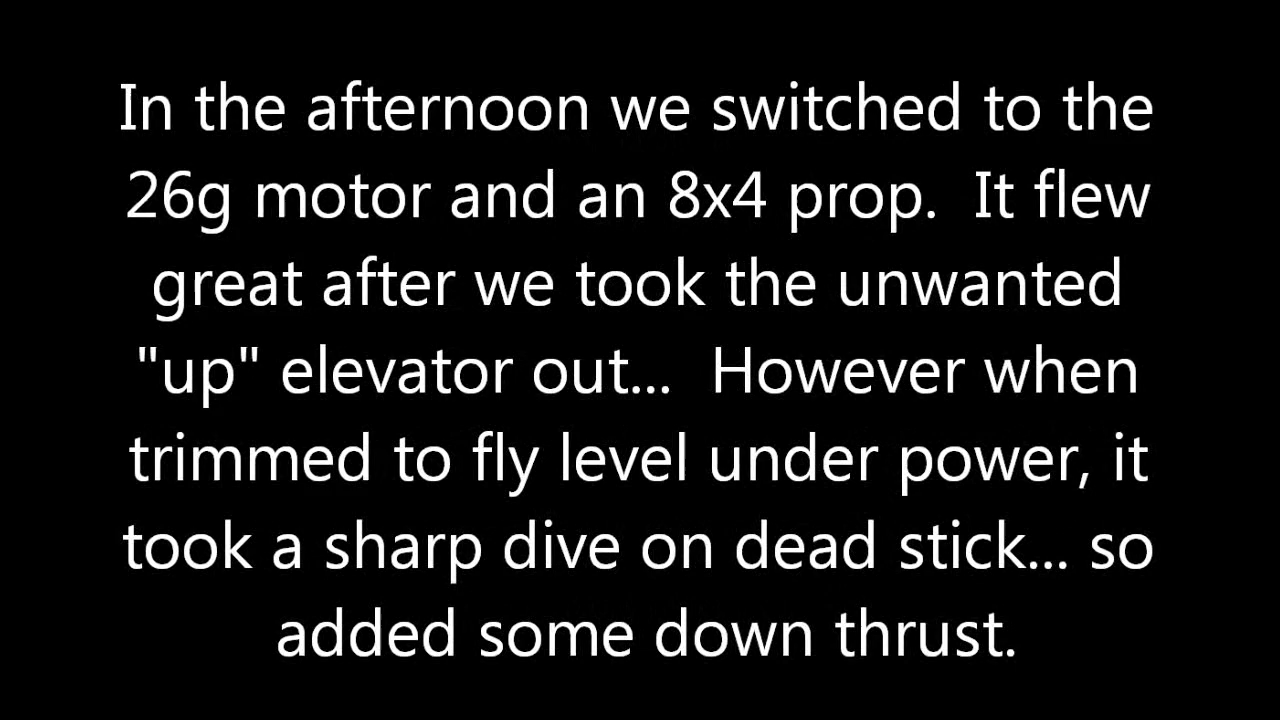 In the afternoon we switched to the
26g motor and an 8x4 prop.  It flew
great after we took the unwanted
"up" elevator out...  However when
trimmed to fly level under power, it
took a sharp dive on dead stick... so
added some down thrust.